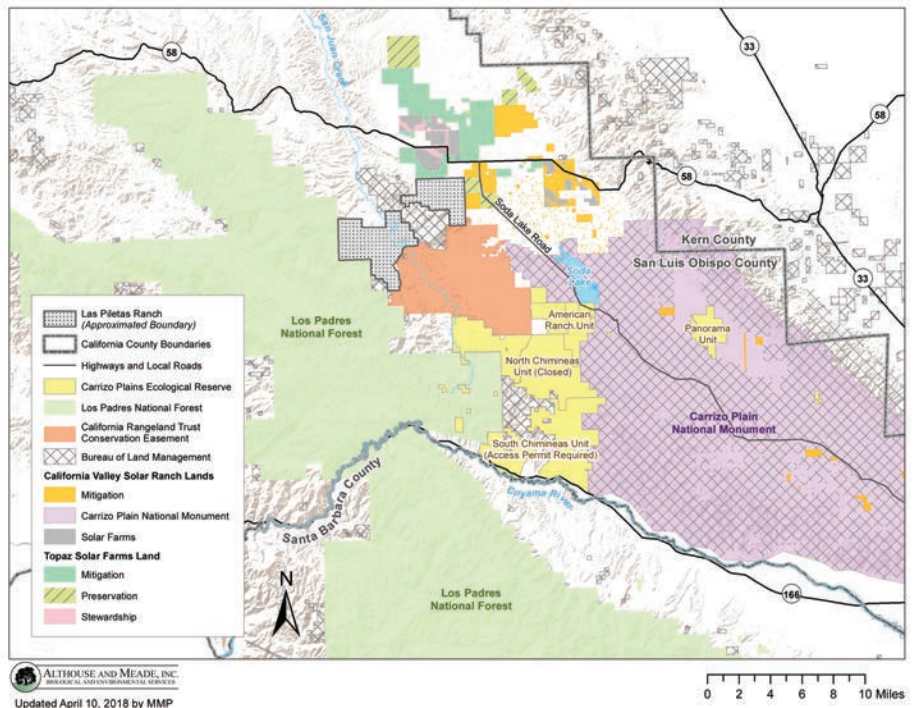 58
San Juan Creek
33
58
58
Soda Lake Road
Kern County
San Luis Obispo County
Soda
Lake
33
American
Ranch Unit
Panorama
Unit
Los Padres
National Forest
North Chimineas
Unit (Closed)
Carrizo Plain
National Monument
South Chimineas Unit
(Access Permit Required)
Cuyama River
Santa Barbara County
Los Padres
National Forest
166
Las Piletas Ranch
(Approximated Boundary)
California County Boundaries
Highways and Local Roads
Carrizo Plains Ecological Reserve
Los Padres National Forest
California Rangeland Trust
Conservation Easement
Bureau of Land Management
California Valley Solar Ranch Lands
Mitigation
Carrizo Plain National Monument
Solar Farms
Topaz Solar Farms Land
Mitigation
Preservation
Stewardship
N
ALTHOUSE AND MEADE, INC.
BIOLOGICAL AND ENVIRONMENTAL SERVICES
Updated April 10, 2018 by MMP
0 2 4 6 8 10 Miles